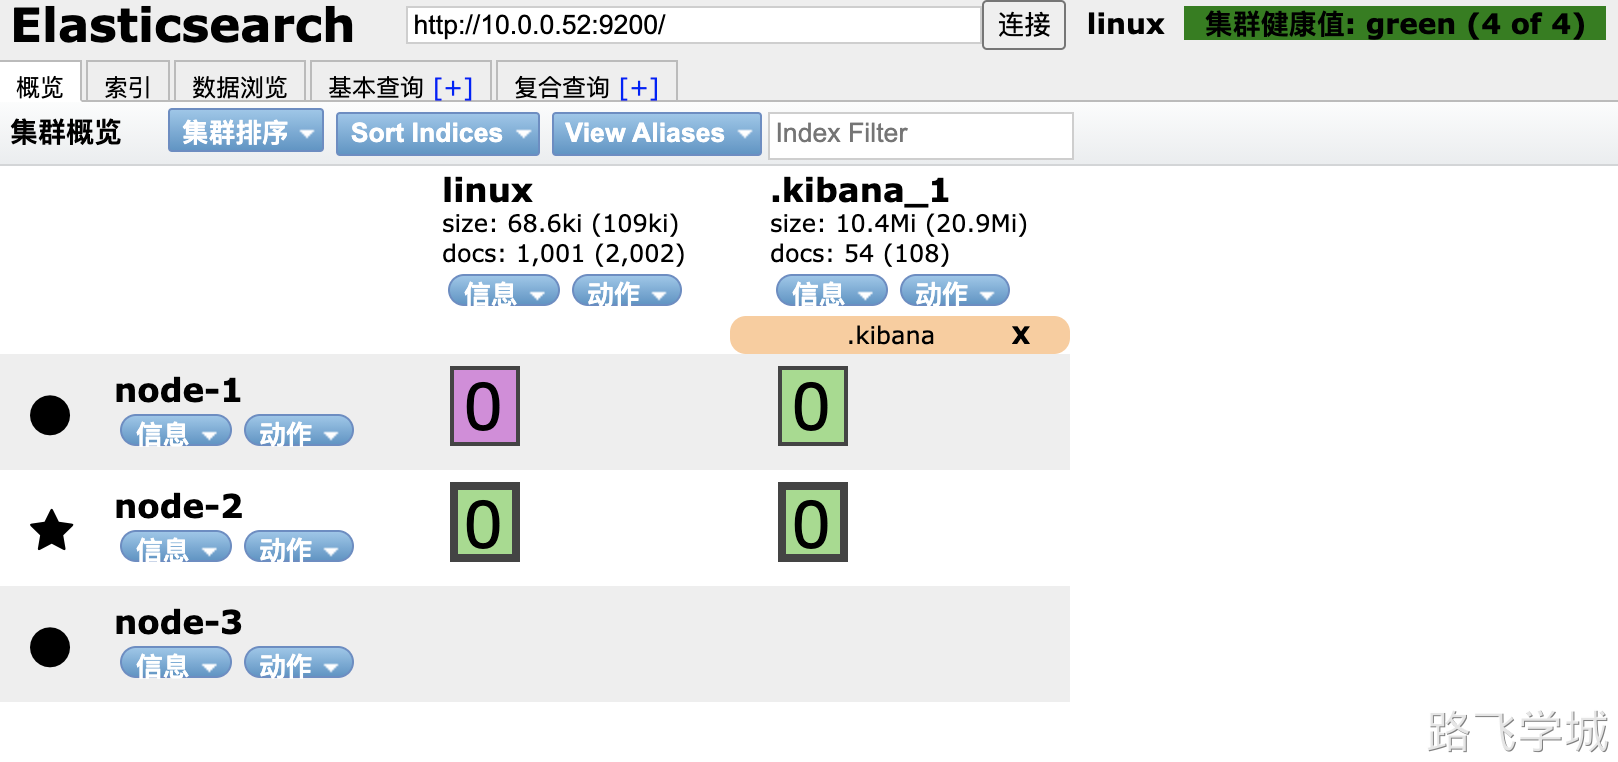 Elasticsearch http://10.0.0.52:9200/ 连接 linux 集群健康值: green (4 of 4)
概览 索引 数据浏览 基本查询 [+] 复合查询 [+]
集群概览 集群排序 Sort Indices View Aliases Index Filter
linux .kibana_1
size: 68.6ki (109ki) size: 10.4Mi (20.9Mi)
docs: 1,001 (2,002) docs: 54 (108)
信息 动作 信息 动作
.kibana X
node-1 0 0
信息 动作
node-2 0 0
信息 动作
node-3
信息 动作
路飞学城